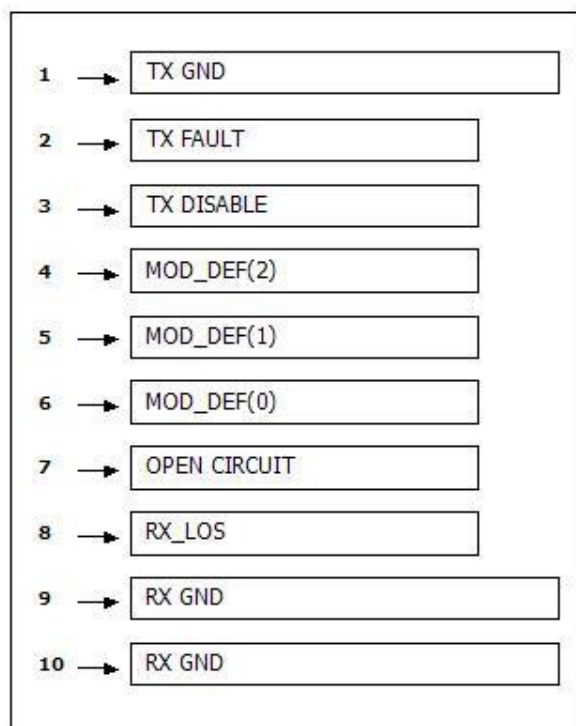 1 TX GND
2 TX FAULT
3 TX DISABLE
4 MOD_DEF(2)
5 MOD_DEF(1)
6 MOD_DEF(0)
7 OPEN CIRCUIT
8 RX_LOS
9 RX GND
10 RX GND